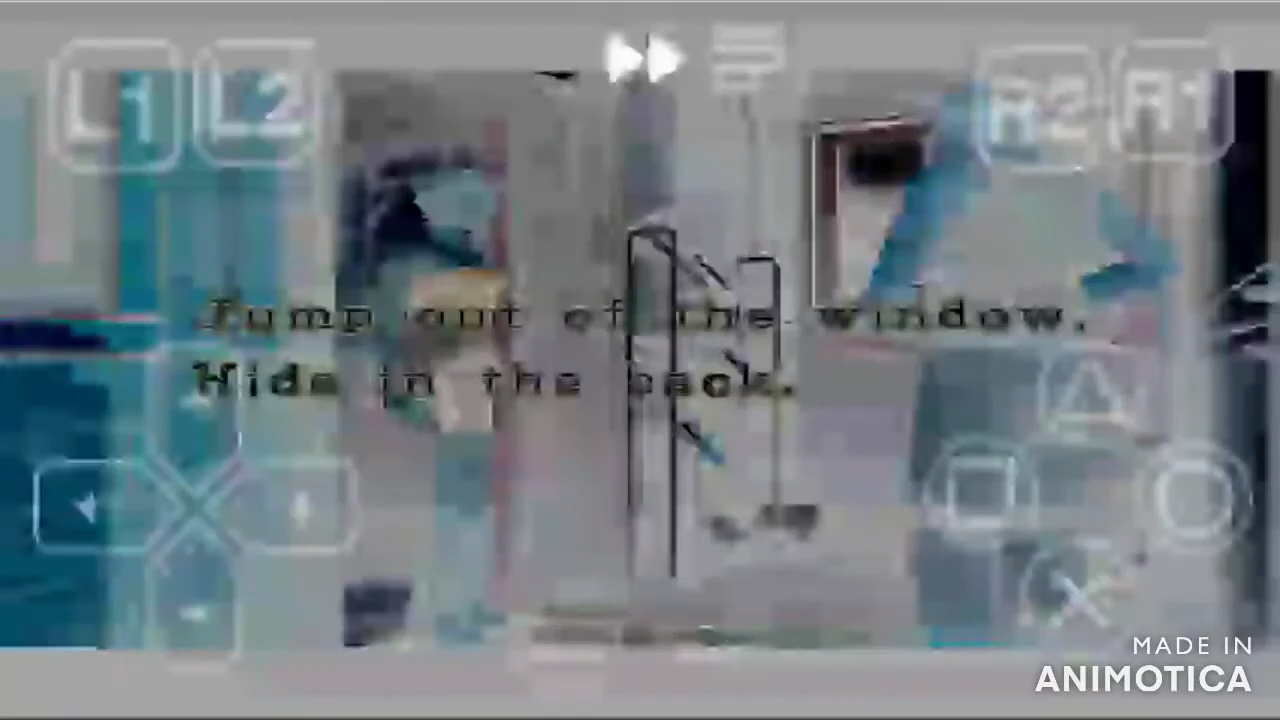 L1 L2 R2 R1
Jump out of the window.
Hide in the back.
MADE IN
ANIMOTICA